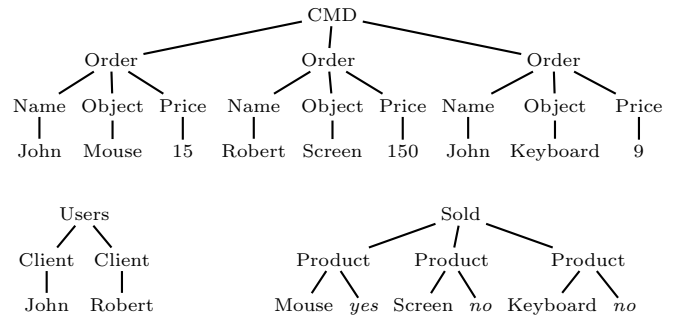 CMD
Order Order Order
Name Object Price Name Object Price Name Object Price
John Mouse 15 Robert Screen 150 John Keyboard 9
Users Sold
Client Client Product Product Product
John Robert Mouse yes Screen no Keyboard no